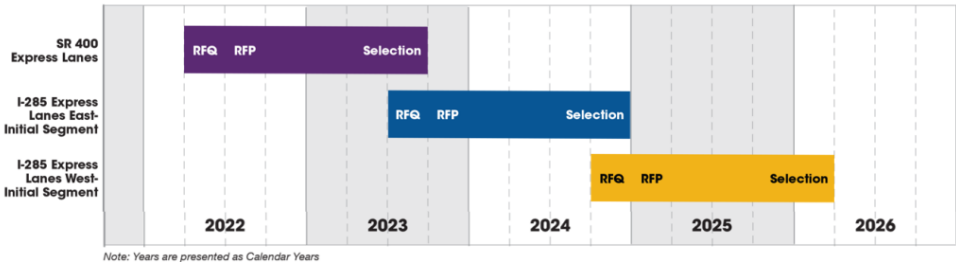 SR 400
Express Lanes
RFQ RFP Selection
I-285 Express
Lanes East-
Initial Segment
RFQ RFP Selection
I-285 Express
Lanes West-
Initial Segment
RFQ RFP Selection
2022 2023 2024 2025 2026
Note: Years are presented as Calendar Years